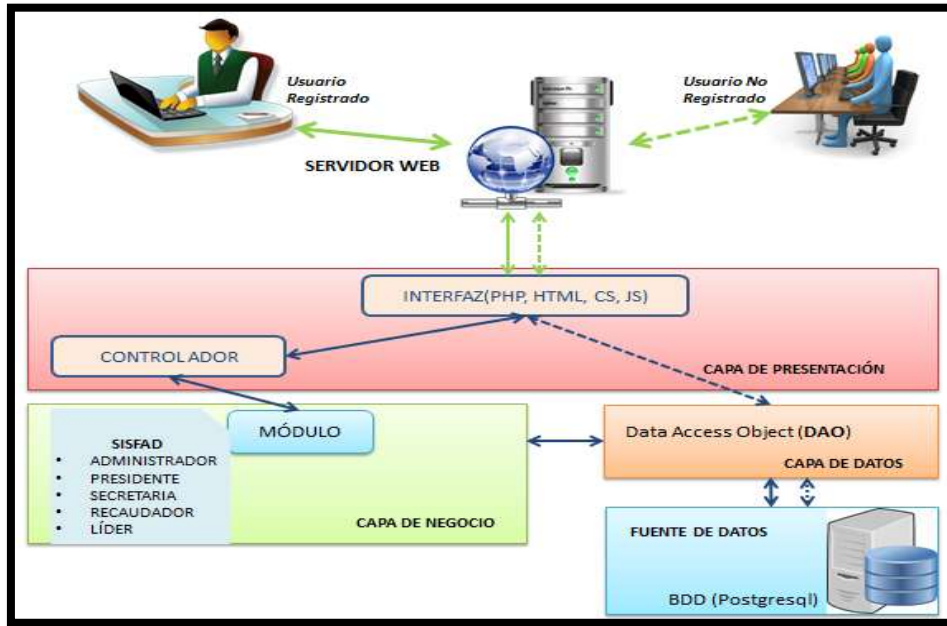 Usuario
Registrado
Usuario No
Registrado
SERVIDOR WEB
INTERFAZ(PHP, HTML, CS, JS)
CONTROLADOR
CAPA DE PRESENTACIÓN
SISFAD
• ADMINISTRADOR
• PRESIDENTE
• SECRETARIA
• RECAUDADOR
• LÍDER
MÓDULO
CAPA DE NEGOCIO
Data Access Object (DAO)
CAPA DE DATOS
FUENTE DE DATOS
BDD (Postgresql)